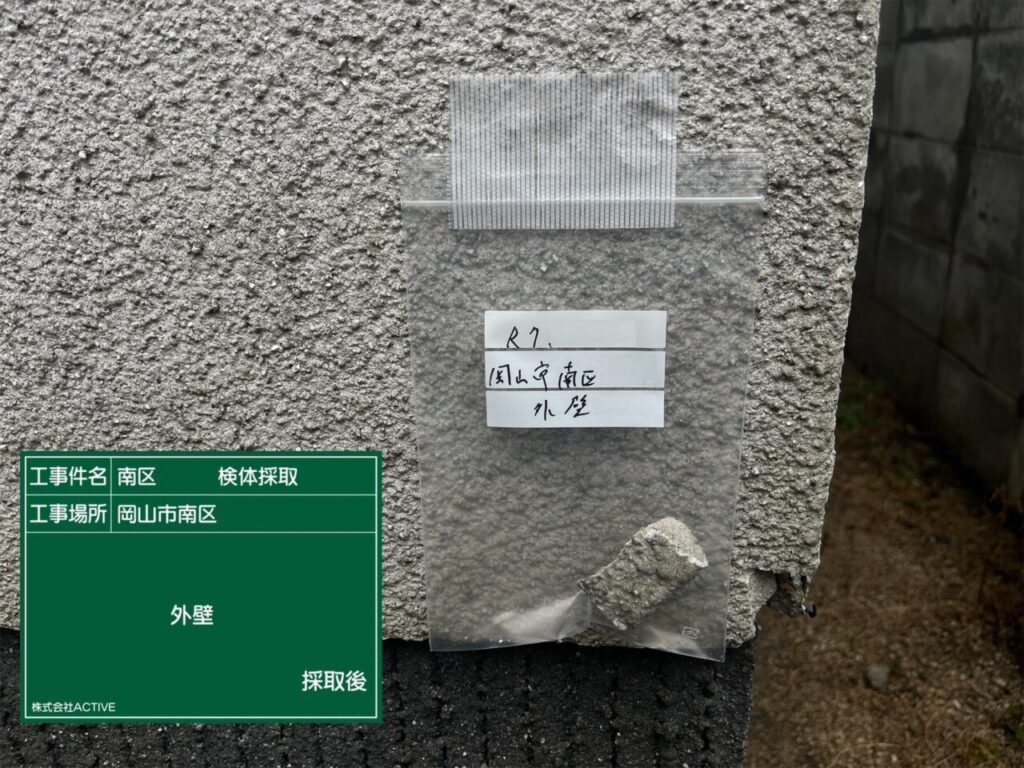 R7、
岡山市南区
外壁
工事件名 南区 検体採取
工事場所 岡山市南区
外壁
採取後
株式会社ACTIVE